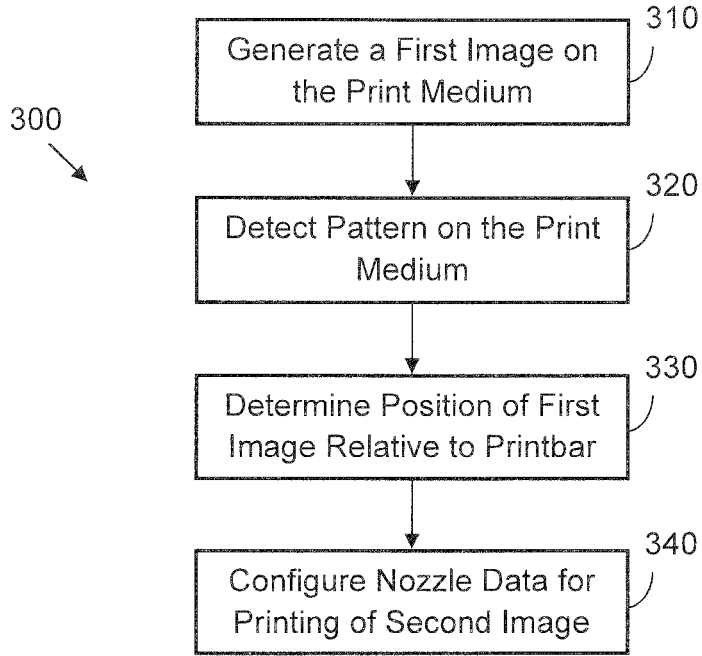 310
Generate a First Image on
the Print Medium
300
320
Detect Pattern on the Print
Medium
330
Determine Position of First
Image Relative to Printbar
340
Configure Nozzle Data for
Printing of Second Image